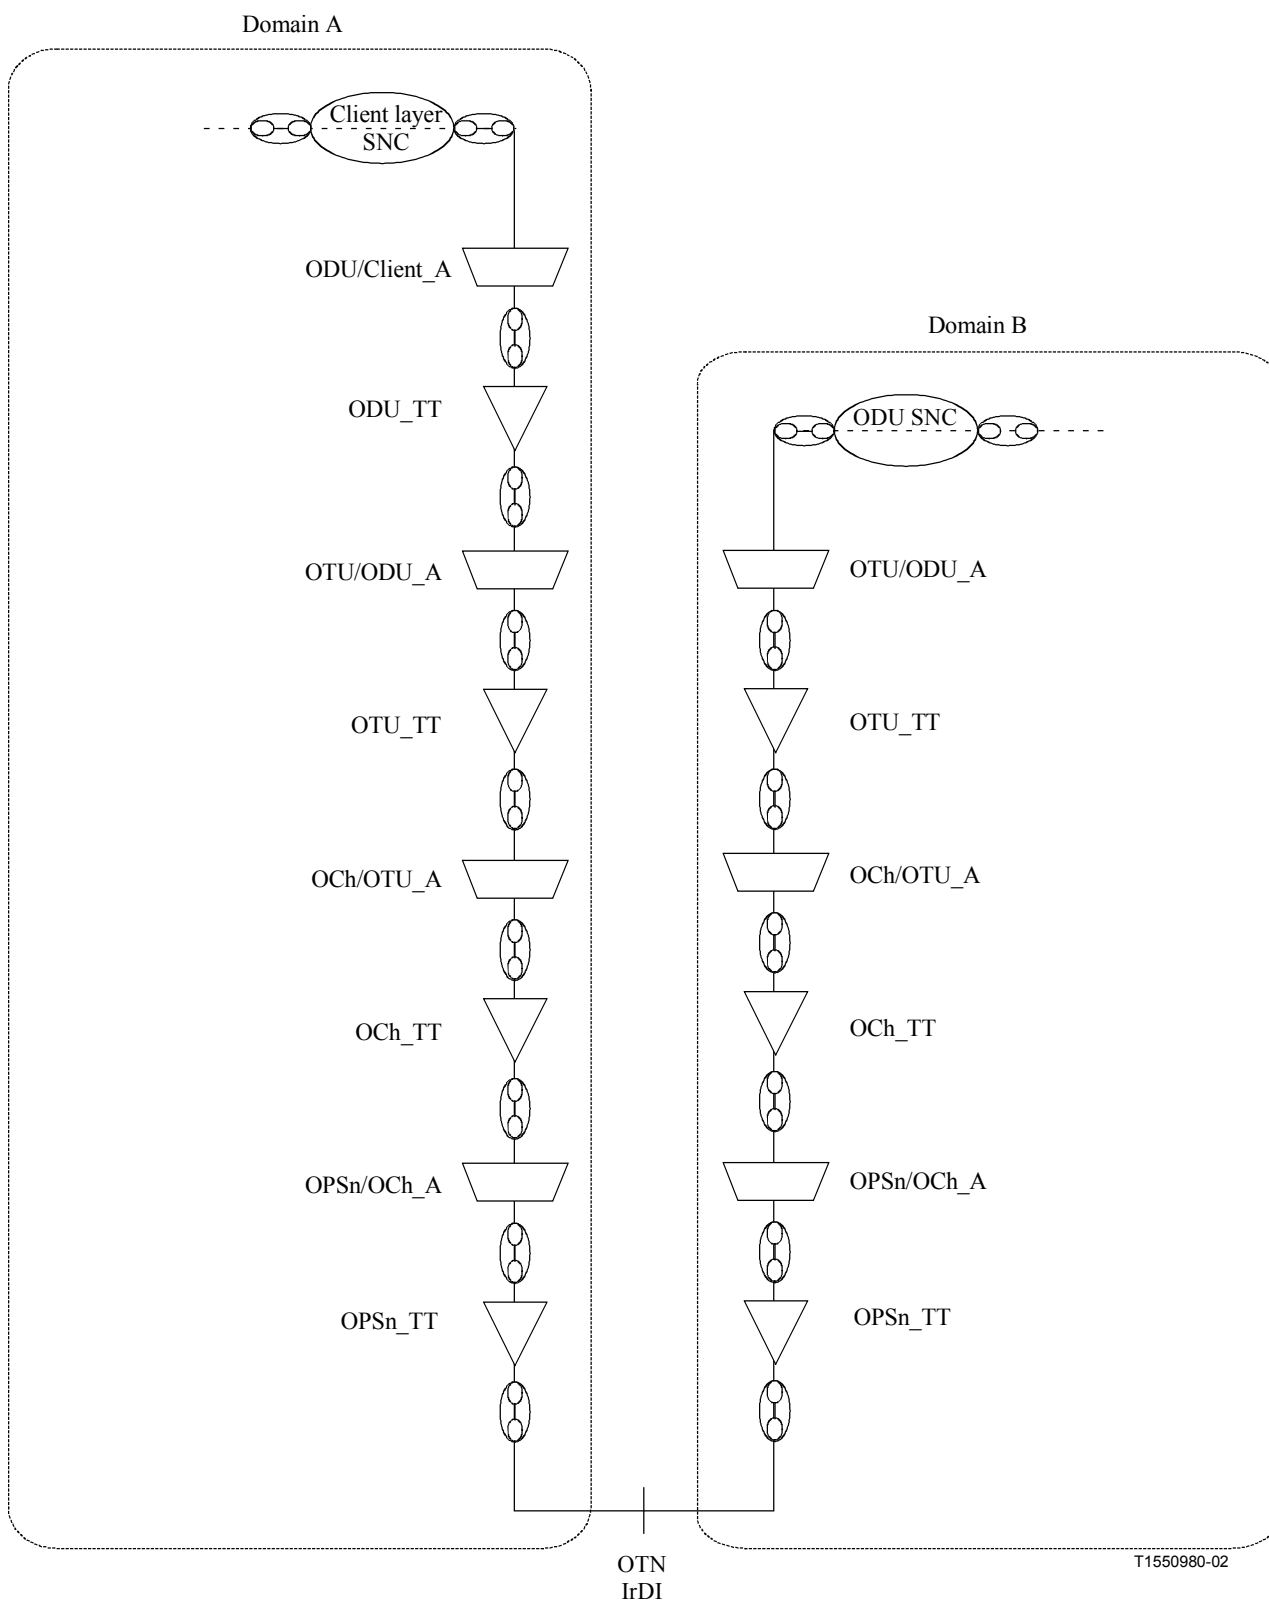 Domain A
Client layer
SNC
ODU/Client_A
Domain B
ODU_TT
ODU SNC
OTU/ODU_A
OTU/ODU_A
OTU_TT
OTU_TT
OCh/OTU_A
OCh/OTU_A
OCh_TT
OCh_TT
OPSn/OCh_A
OPSn/OCh_A
OPSn_TT
OPSn_TT
OTN
IrDI
T1550980-02